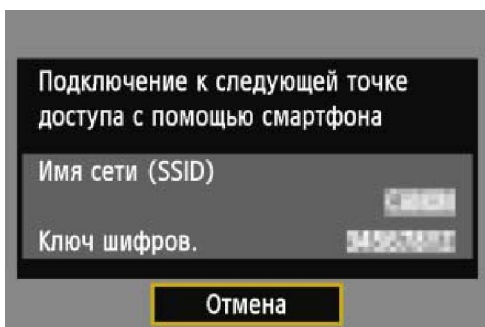 Подключение к следующей точке
доступа с помощью смартфона
Имя сети (SSID)
Ключ шифров.
Отмена